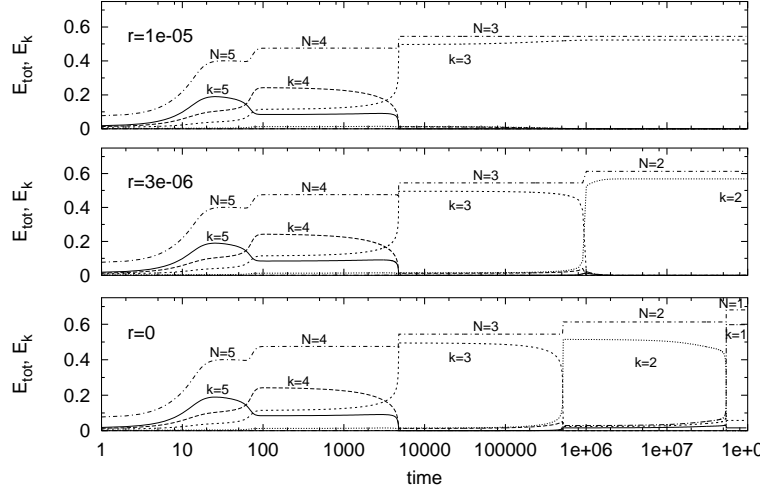 E_tot, E_k
0.6
0.4
0.2
0
r=1e-05
N=5
k=5
N=4
k=4
N=3
k=3
E_tot, E_k
0.6
0.4
0.2
0
r=3e-06
N=5
k=5
N=4
k=4
N=3
k=3
N=2
k=2
E_tot, E_k
0.6
0.4
0.2
0
r=0
N=5
k=5
N=4
k=4
N=3
k=3
N=2
k=2
N=1
k=1
1 10 100 1000 10000 100000 1e+06 1e+07 1e+0
time